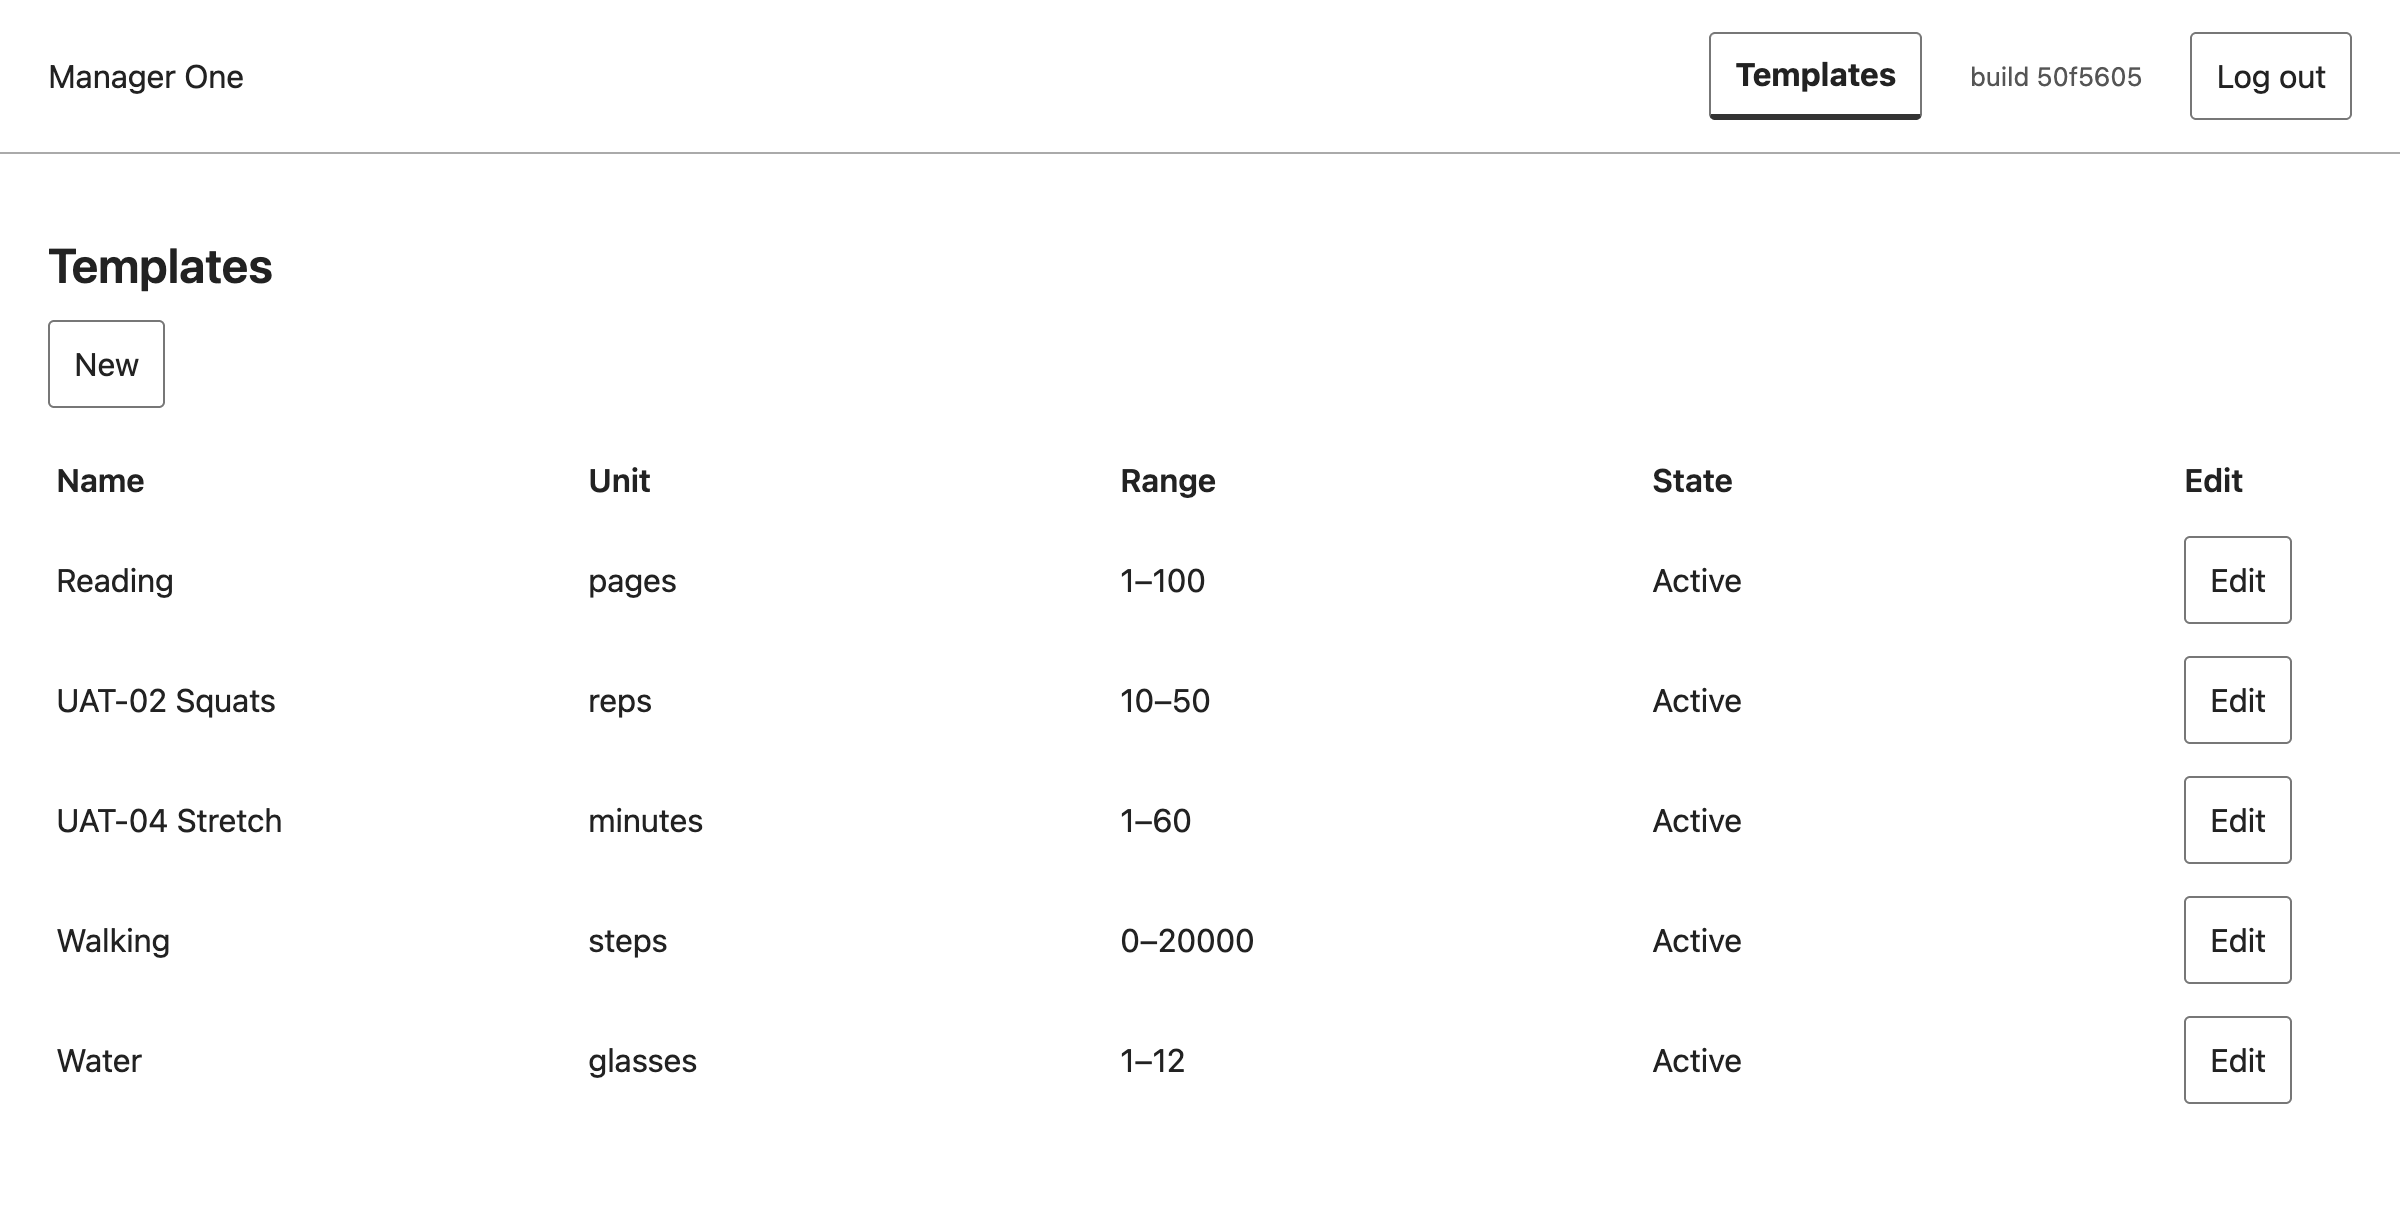 Manager One
Templates
build 50f5605
Log out
Templates
New
Name Unit Range State Edit
Reading pages 1–100 Active Edit
UAT-02 Squats reps 10–50 Active Edit
UAT-04 Stretch minutes 1–60 Active Edit
Walking steps 0–20000 Active Edit
Water glasses 1–12 Active Edit